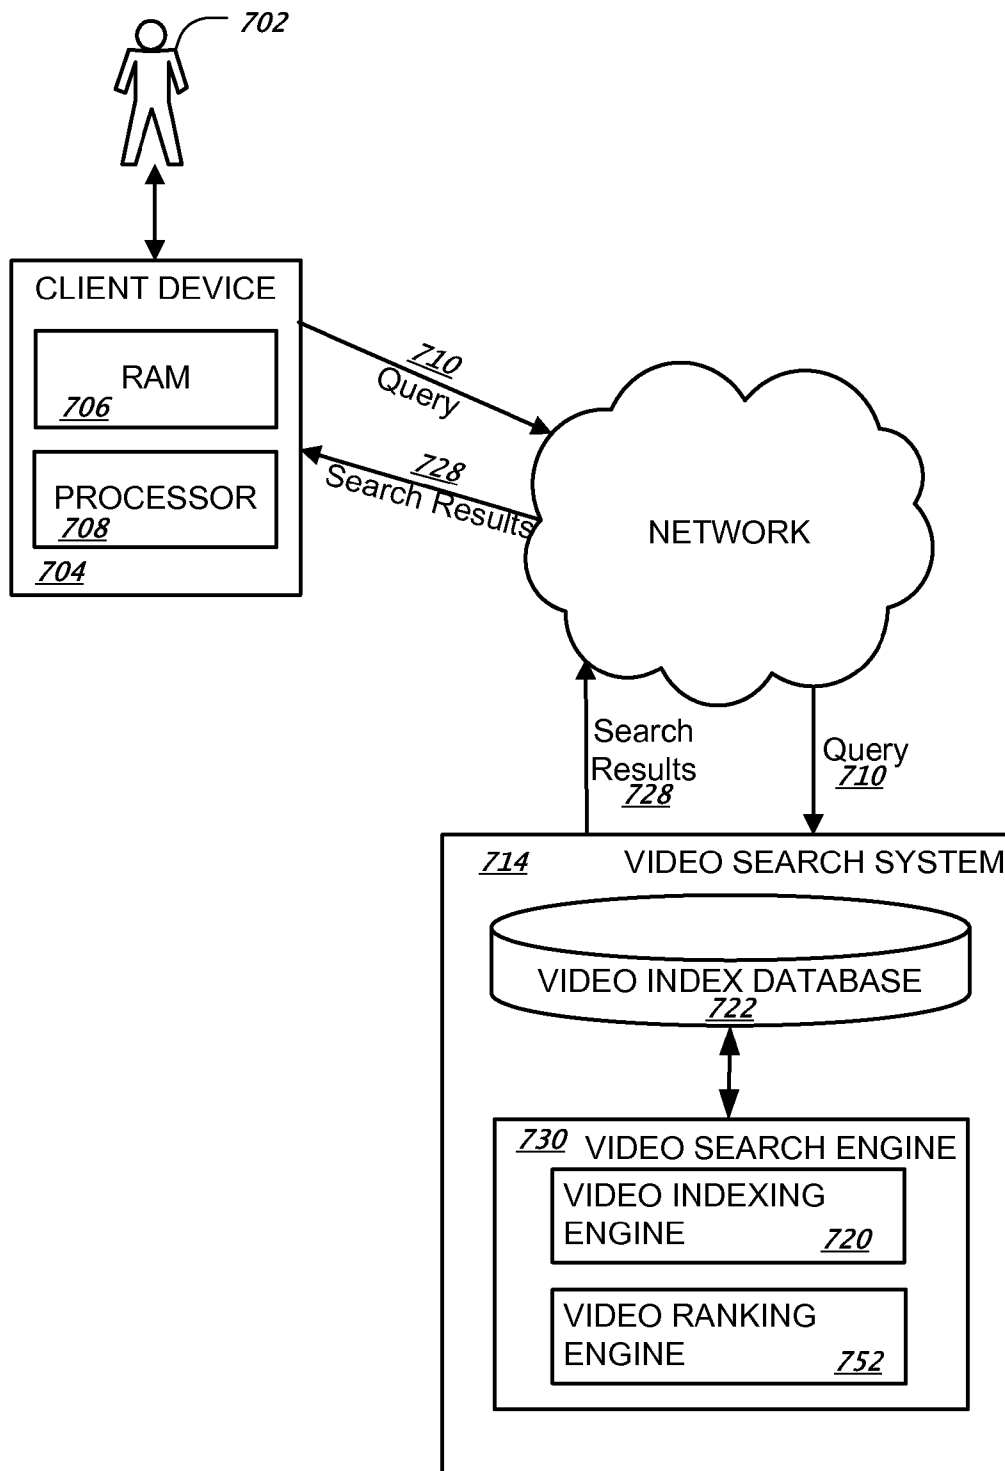 702
CLIENT DEVICE
RAM
706
PROCESSOR
708
704
710
Query
728
Search Results
NETWORK
Search
Results
728
Query
710
714 VIDEO SEARCH SYSTEM
VIDEO INDEX DATABASE
722
730 VIDEO SEARCH ENGINE
VIDEO INDEXING
ENGINE 720
VIDEO RANKING
ENGINE 752